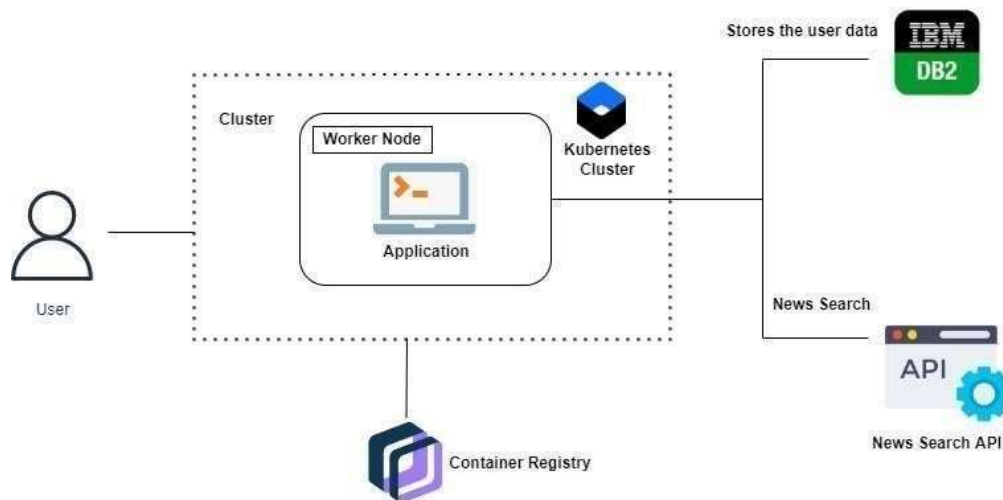 Stores the user data
IBM
DB2
Cluster
Worker Node
Kubernetes
Cluster
Application
User
News Search
API
News Search API
Container Registry